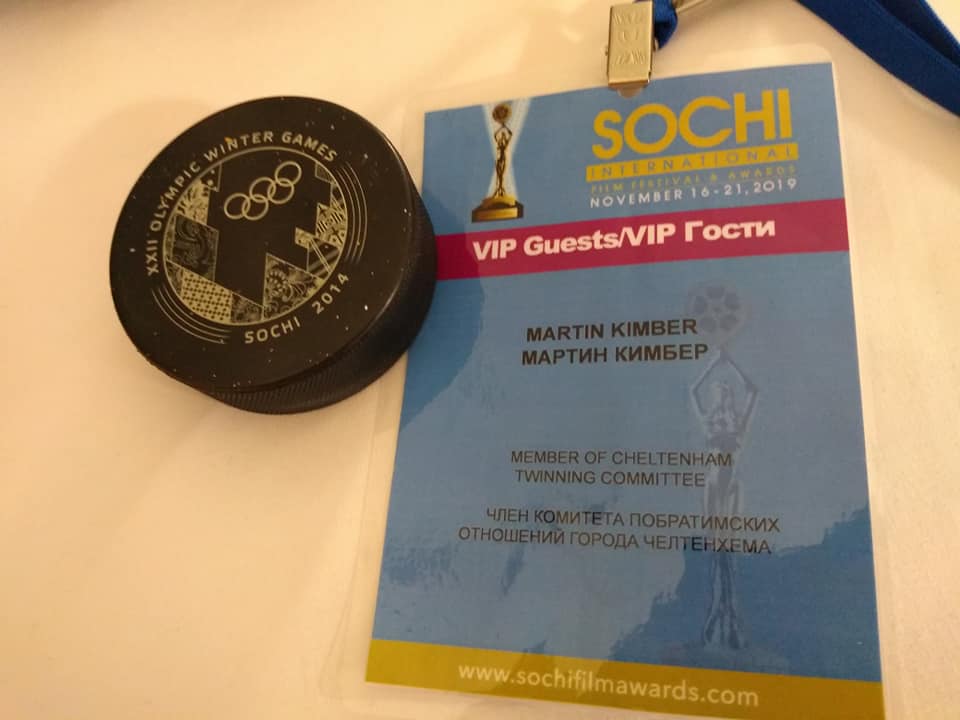 XXII OLYMPIC WINTER GAMES
SOCHI 2014
SOCHI
INTERNATIONAL
FILM FESTIVAL & AWARDS
NOVEMBER 16-21, 2019
VIP Guests/VIP Гости
MARTIN KIMBER
МАРТИН КИМБЕР
MEMBER OF CHELTENHAM
TWINNING COMMITTEE
ЧЛЕН КОМИТЕТА ПОБРАТИМСКИХ
ОТНОШЕНИЙ ГОРОДА ЧЕЛТЕНХЕМА
www.sochifilmawards.com